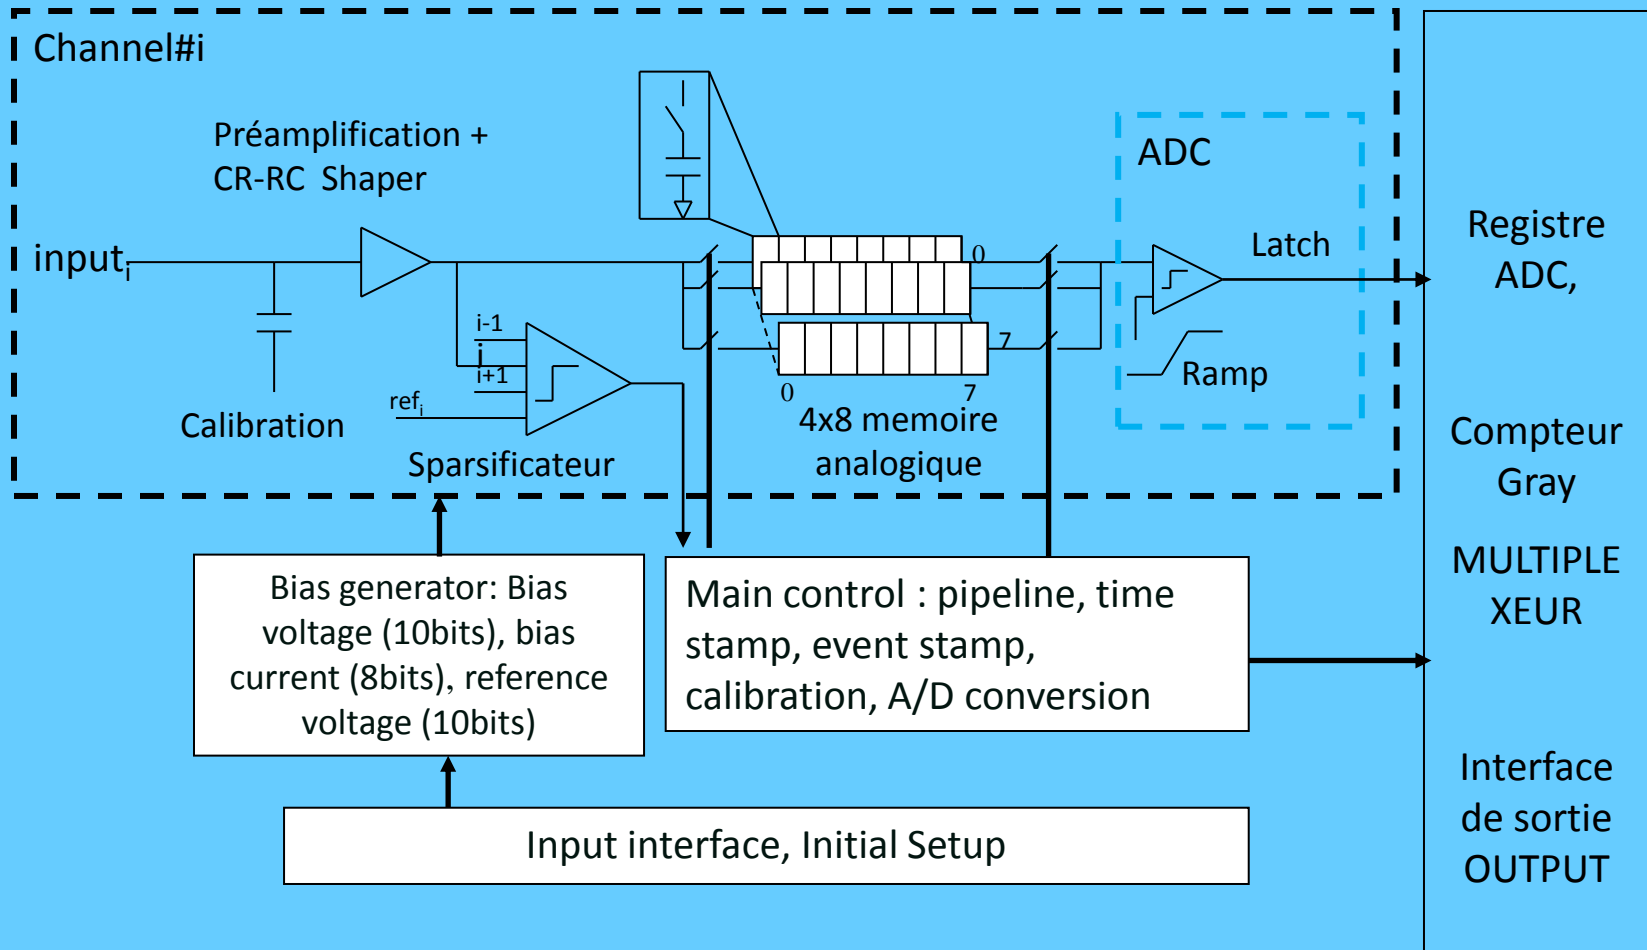 Channel#i
Préamplification +
CR-RC Shaper
input i
Calibration
i-1
i
i+1
ref i
Sparsificateur
0
7
0
7
4x8 memoire
analogique
ADC
Latch
Ramp
Registre
ADC,
Compteur
Gray
MULTIPLE
XEUR
Interface
de sortie
OUTPUT
Bias generator: Bias
voltage (10bits), bias
current (8bits), reference
voltage (10bits)
Main control : pipeline, time
stamp, event stamp,
calibration, A/D conversion
Input interface, Initial Setup